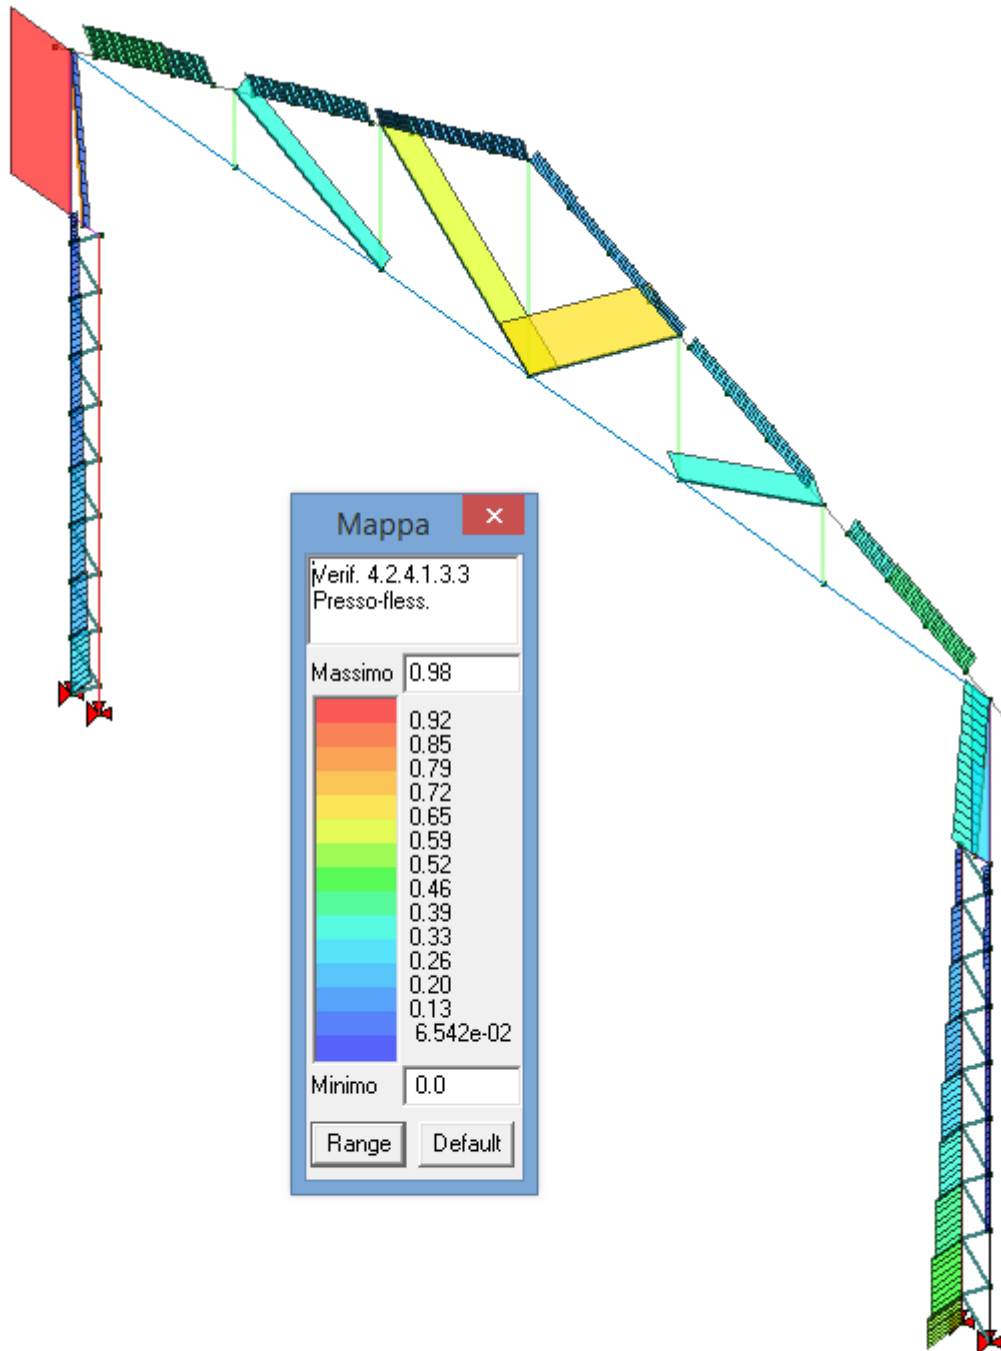 Mappa
Verif. 4.2.4.1.3.3
Presso-fless.
Massimo 0.98
0.92
0.85
0.79
0.72
0.65
0.59
0.52
0.46
0.39
0.33
0.26
0.20
0.13
6.542e-02
Minimo 0.0
Range Default